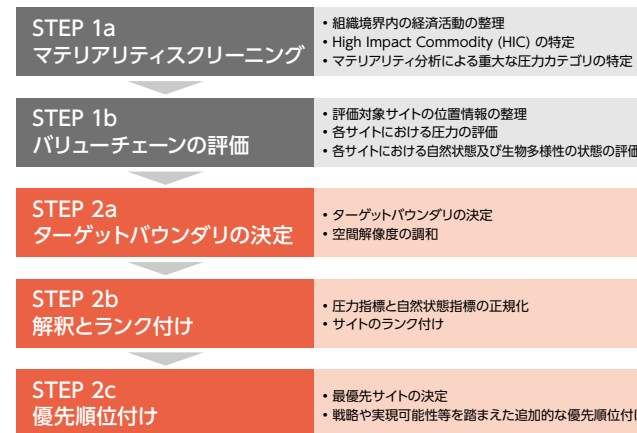 STEP 1a
マテリアリティスクリーニング
• 組織境界内の経済活動の整理
• High Impact Commodity (HIC) の特定
• マテリアリティ分析による重大な圧力カテゴリの特定
STEP 1b
バリューチェーンの評価
• 評価対象サイトの位置情報の整理
• 各サイトにおける圧力の評価
• 各サイトにおける自然状態及び生物多様性の状態の評価
STEP 2a
ターゲットバウンダリの決定
• ターゲットバウンダリの決定
• 空間解像度の調和
STEP 2b
解釈とランク付け
• 圧力指標と自然状態指標の正規化
• サイトのランク付け
STEP 2c
優先順位付け
• 最優先サイトの決定
• 戦略や実現可能性等を踏まえた追加的な優先順位付け